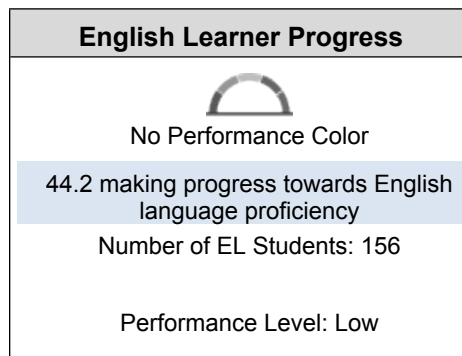 English Learner Progress
No Performance Color
44.2 making progress towards English
language proficiency
Number of EL Students: 156
Performance Level: Low